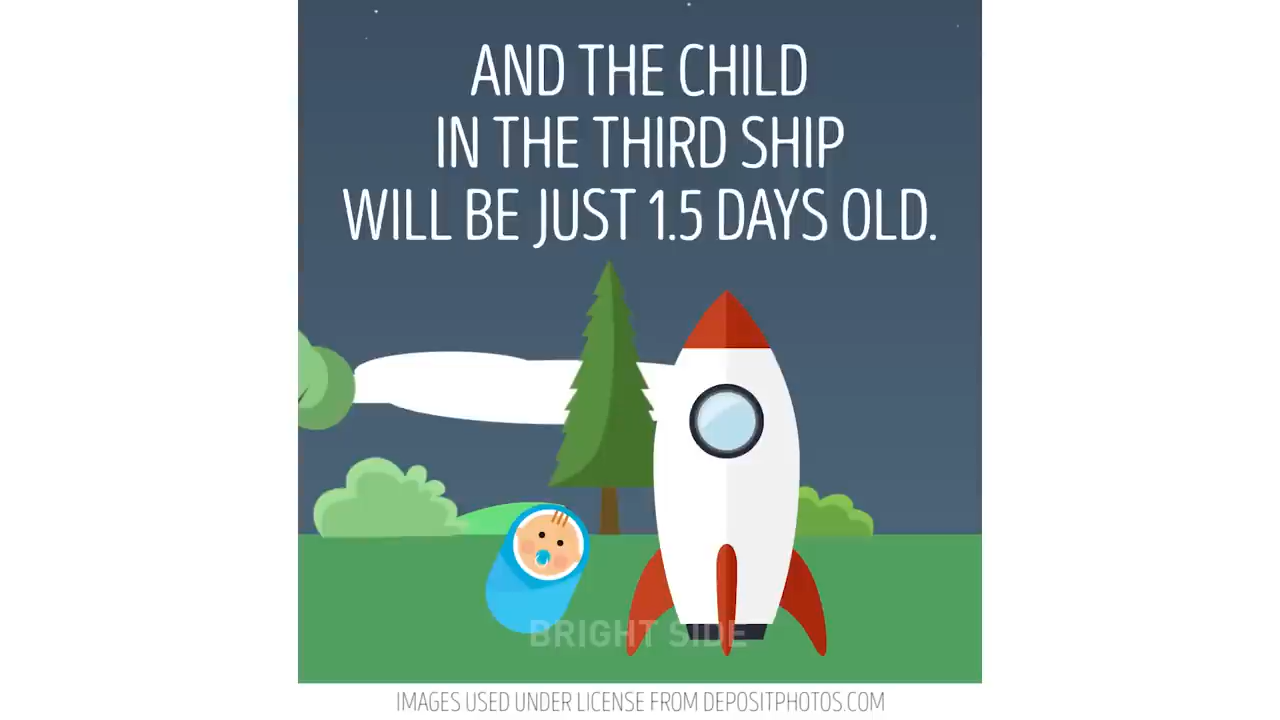 AND THE CHILD
IN THE THIRD SHIP
WILL BE JUST 1.5 DAYS OLD.
BRIGHT SIDE
IMAGES USED UNDER LICENSE FROM DEPOSITPHOTOS.COM